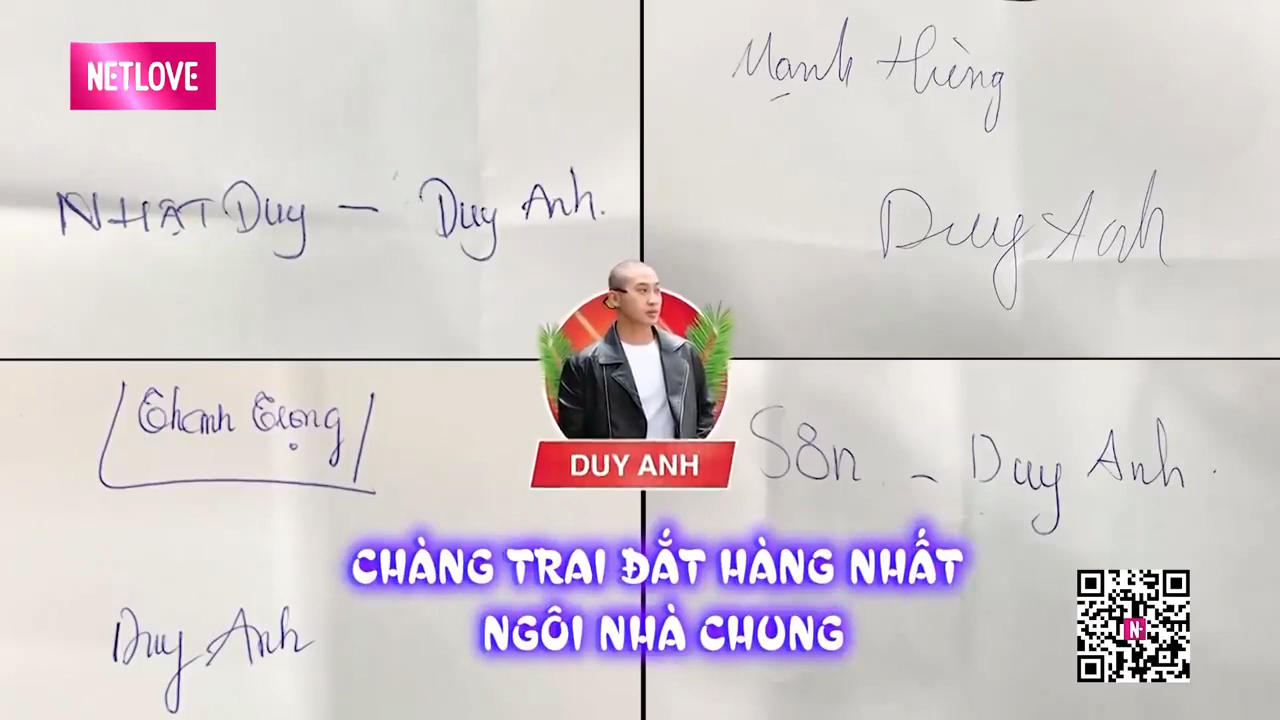 NETLOVE
NHẬT Duy – Duy Anh.
Mạnh Hùng
Duy Anh
Thanh Trọng
Duy Anh
Sơn – Duy Anh.
DUY ANH
CHÀNG TRAI ĐẮT HÀNG NHẤT
NGÔI NHÀ CHUNG
N